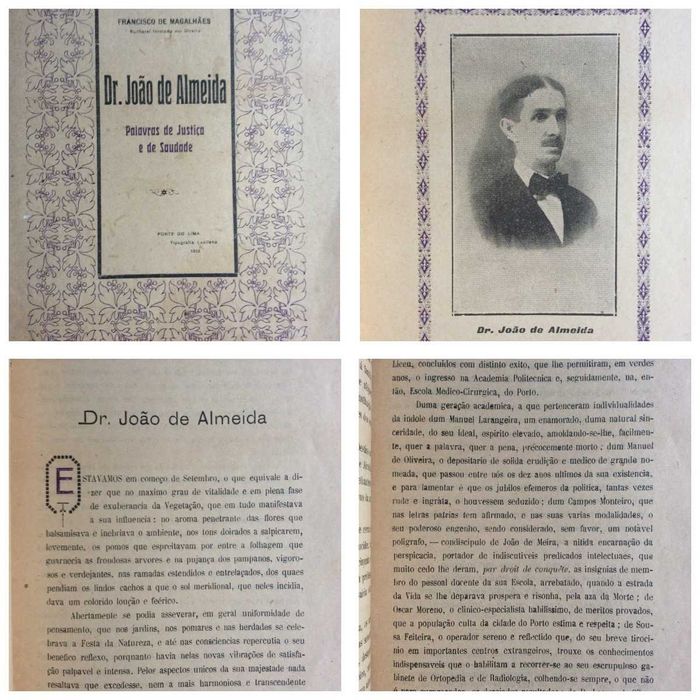 FRANCISCO DE MAGALHÃES
Bacharel formado em Direito
Dr. João de Almeida
Palavras de Justiça
e de Saudade
PONTE DO LIMA
Tipografia Lusitana
Dr. João de Almeida
Dr. João de Almeida
ESTAVAMOS em começo de Setembro, o que equivale a di-
zer que no maximo grau de vitalidade e em plena fase
de exuberancia da Vegetação, que em tudo manifestava
a sua influencia: no aroma penetrante das flores que
balsamisava e inebriava o ambiente, nos tons doirados a salpicarem,
levemente, os pomos que espreitavam por entre a folhagem que
guarnecia as frondosas arvores e na pujança dos pampanos, vigoro-
sos e verdejantes, nas ramadas estendidos e entrelaçados, dos quaes
pendiam os lindos cachos a que o sol meridional, que neles incidia,
dava um colorido loução e feérico.
Abertamente se podia asseverar, em geral uniformidade de
pensamento, que nos jardins, nos pomares e nas herdades se cele-
brava a Festa da Natureza, e até nas consciencias repercutia o seu
benefico reflexo, porquanto havia nelas novas vibrações de satisfa-
ção palpavel e intensa. Pelor aspectos unicos da sua majestade nada
resaltava que excedesse, nem a mais harmoniosa e transcendente
Liceu, concluidos com distinto exito, que lhe permitiram, em verdes
anos, o ingresso na Academia Politecnica e, seguidamente, na, en-
tão, Escola Medico-Cirurgica, do Porto.
Duma geração academica, a que pertenceram individualidades
da indole dum Manuel Larangeira, um enamorado, duma natural sin-
ceridade, do seu ideal, espirito elevado, amoldando-se-lhe, facilmen-
te, quer a palavra, quer a pena, précocemente morto; dum Manuel
de Oliveira, o depositario de solida erudição e medico de grande no-
meada, que passou entre nós os dez anos ultimos da sua existencia,
e para lamentar é que os jubilos efemeros da politica, tantas vezes
rude e ingrata, o houvessem seduzido; dum Campos Monteiro, que
nas letras patrias tem afirmado, e nas suas varias modalidades, o
seu poderoso engenho, sendo considerado, sem favor, um notavel
polígrafo, — condiscipulo de João de Meira, a nitida encarnação da
perspicacia, portador de indiscutiveis predicados intelectuaes, que
muito cedo lhe deram, par droit de conquête, as insignias de mem-
bro do pessoal docente da sua Escola, arrebatado, quando a estrada
da Vida se lhe deparava prospera e risonha, pela aza da Morte; de
Oscar Moreno, o clinico-especialista habilissimo, de meritos provados,
que a população culta da cidade do Porto estima e respeita; de Sou-
sa Feiteira, o operador sereno e reflectido que, do seu breve tiroci-
nio em importantes centros extrangeiros, trouxe os conhecimentos
indispensaveis que o habilitam a recorrer-se ao seu escrupuloso ga-
binete de Ortopedia e de Radiologia, colhendo-se sempre, o que não